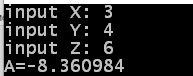 input X: 3
input Y: 4
input Z: 6
A=-8.360984